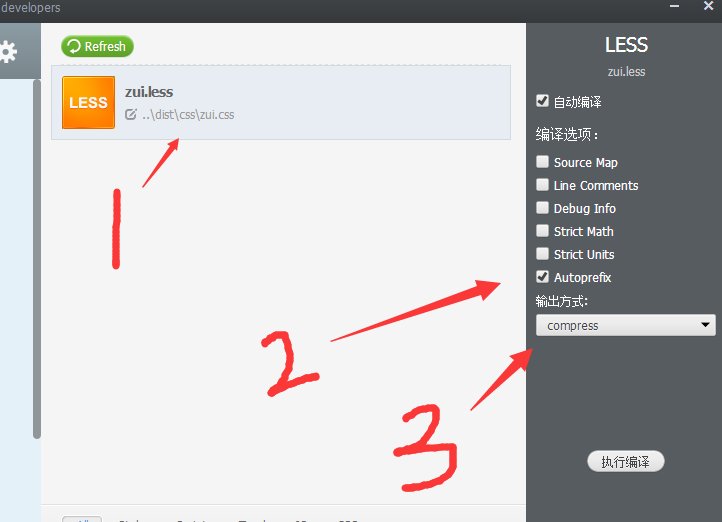 developers
Refresh
LESS
zui.less
..\dist\css\zui.css
1
2
3
LESS
zui.less
自动编译
编译选项：
Source Map
Line Comments
Debug Info
Strict Math
Strict Units
Autoprefix
输出方式:
compress
执行编译